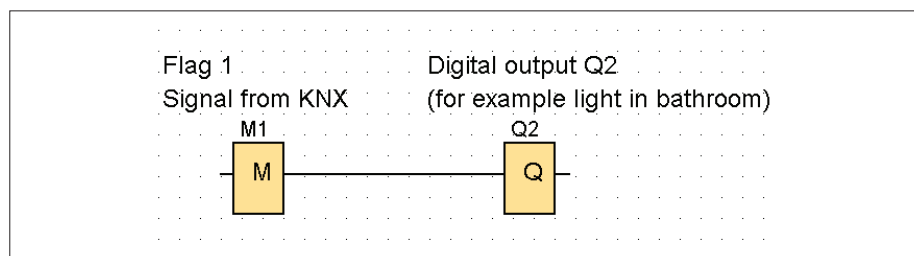 Flag 1
Signal from KNX
M1
M
Digital output Q2
(for example light in bathroom)
Q2
Q